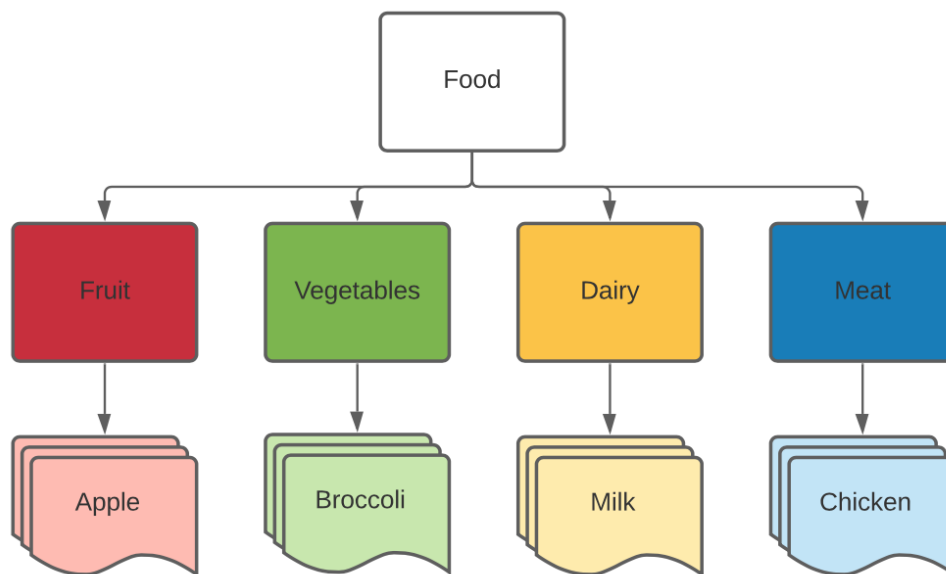 Food
Fruit
Vegetables
Dairy
Meat
Apple
Broccoli
Milk
Chicken